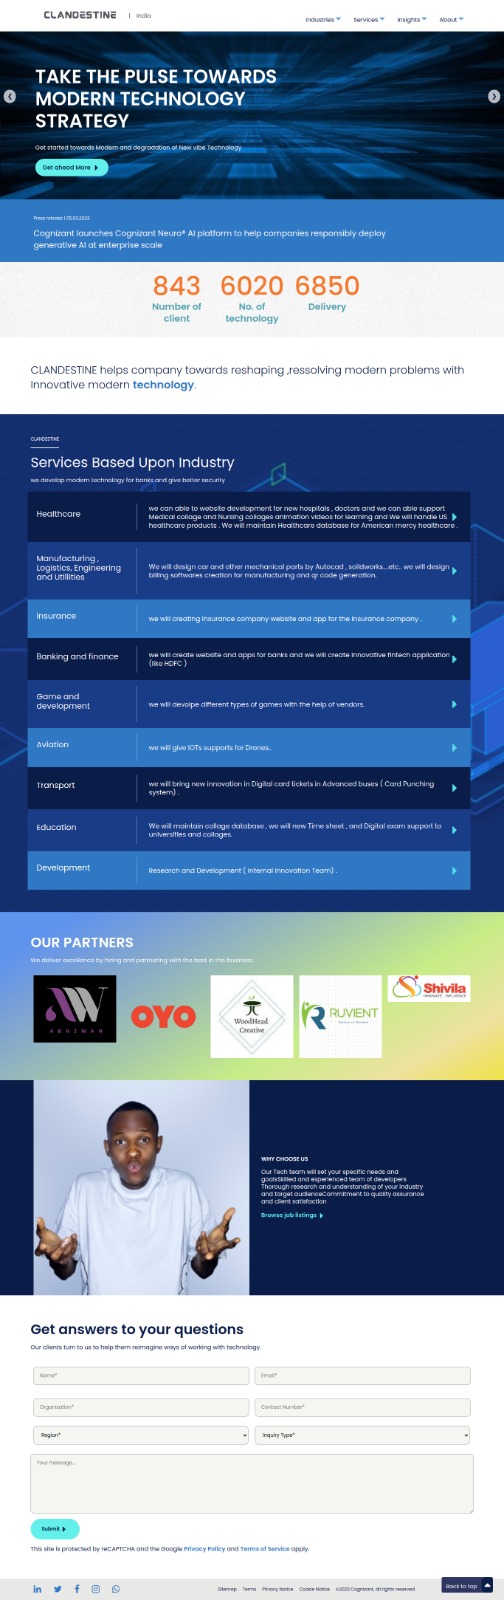 CLANDESTINE | India
Industries Services Insights About
TAKE THE PULSE TOWARDS
MODERN TECHNOLOGY
STRATEGY
Get started towards Modern and degradation of New vibe Technology
Get ahead More
Press release | 05.03.2023
Cognizant launches Cognizant Neuro® AI platform to help companies responsibly deploy
generative AI at enterprise scale
843 6020 6850
Number of client
No. of technology
Delivery
CLANDESTINE helps company towards reshaping ,ressolving modern problems with
Innovative modern technology.
CLANDESTINE
Services Based Upon Industry
we develop modern technology for banks and give better security
Healthcare
we can able to website development for new hospitals , doctors and we can able support
Medical collage and Nursing collages animation videos for learning and We will handle US
healthcare products . We will maintain Healthcare database for American mercy healthcare .
Manufacturing ,
Logistics, Engineering
and Utilities
We will design car and other mechanical parts by Autocad , soildworks...etc.. we will design
billing softwares creation for manufacturing and qr code generation.
Insurance
we will creating insurance company website and app for the insurance company .
Banking and finance
we will create website and apps for banks and we will create innovative fintech application
(like HDFC )
Game and
development
we will devolpe different types of games with the help of vendors.
Aviation
we will give IOTs supports for Drones..
Transport
we will bring new innovation in Digital card tickets in Advanced buses ( Card Punching
system) .
Education
We will maintain collage database , we will new Time sheet , and Digital exam support to
universities and collages.
Development
Research and Development ( Internal Innovation Team) .
OUR PARTNERS
We deliver excellence by hiring and partnering with the best in the business.
AW
ABHIWAN
OYO
WoodHead
Creative
RUVIENT
Shivila
WHY CHOOSE US
Our Tech team will set your specific needs and
goalsSkilled and experienced team of developers
Thorough research and understanding of your industry
and target audienceCommitment to quality assurance
and client satisfaction
Browse job listings
Get answers to your questions
Our clients turn to us to help them reimagine ways of working with technology.
Name*
Email*
Organization*
Contact Number*
Region*
Inquiry Type*
Your message...
Submit
This site is protected by reCAPTCHA and the Google Privacy Policy and Terms of Service apply.
Sitemap Terms Privacy Notice Cookie Notice ©2023 Cognizant, all rights reserved
Back to top